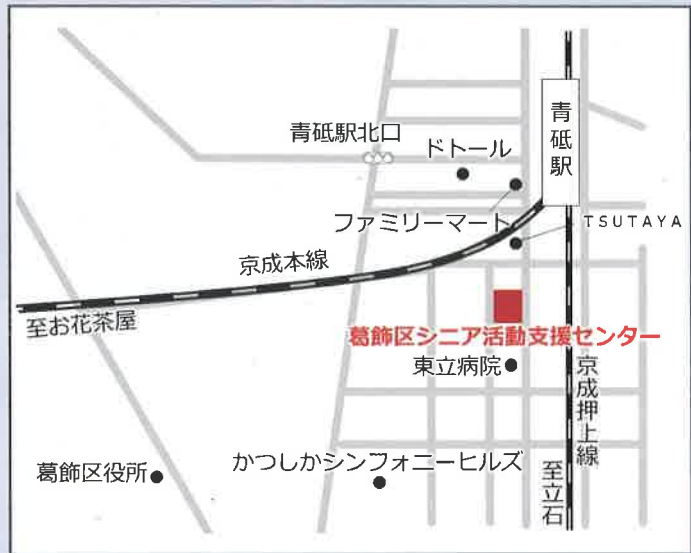 青砥駅
青砥駅北口
ドトール
ファミリーマート
TSUTAYA
京成本線
至お花茶屋
葛飾区シニア活動支援センター
東立病院
京成押上線
葛飾区役所
かつしかシンフォニーヒルズ
至立石